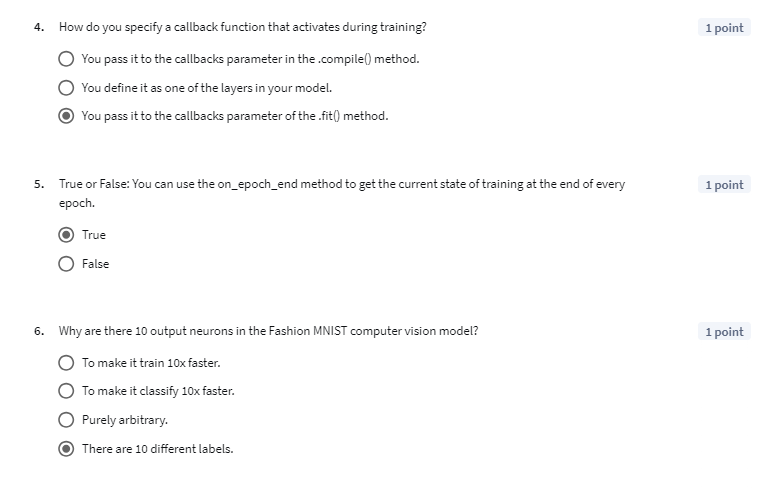 4. How do you specify a callback function that activates during training? 1 point
You pass it to the callbacks parameter in the .compile() method.
You define it as one of the layers in your model.
You pass it to the callbacks parameter of the .fit() method.
5. True or False: You can use the on_epoch_end method to get the current state of training at the end of every 1 point
epoch.
True
False
6. Why are there 10 output neurons in the Fashion MNIST computer vision model? 1 point
To make it train 10x faster.
To make it classify 10x faster.
Purely arbitrary.
There are 10 different labels.